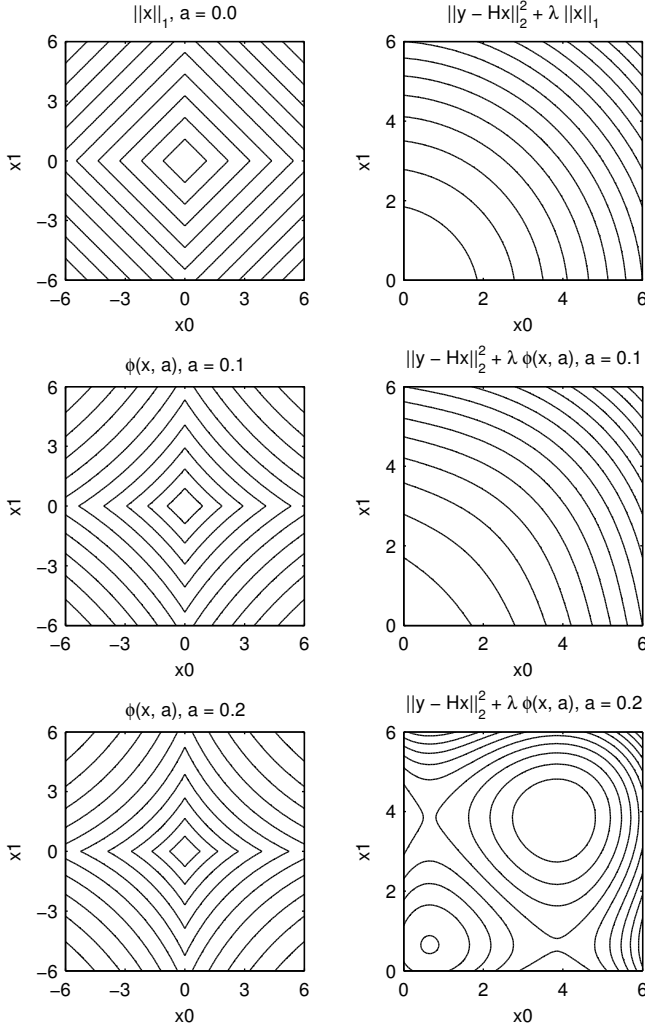 ||x||₁, a = 0.0
6
3
0
−3
−6
−6 −3 0 3 6
x1
x0
||y − Hx||₂² + λ ||x||₁
6
4
2
0
0 2 4 6
x1
x0
ϕ(x, a), a = 0.1
6
3
0
−3
−6
−6 −3 0 3 6
x1
x0
||y − Hx||₂² + λ ϕ(x, a), a = 0.1
6
4
2
0
0 2 4 6
x1
x0
ϕ(x, a), a = 0.2
6
3
0
−3
−6
−6 −3 0 3 6
x1
x0
||y − Hx||₂² + λ ϕ(x, a), a = 0.2
6
4
2
0
0 2 4 6
x1
x0